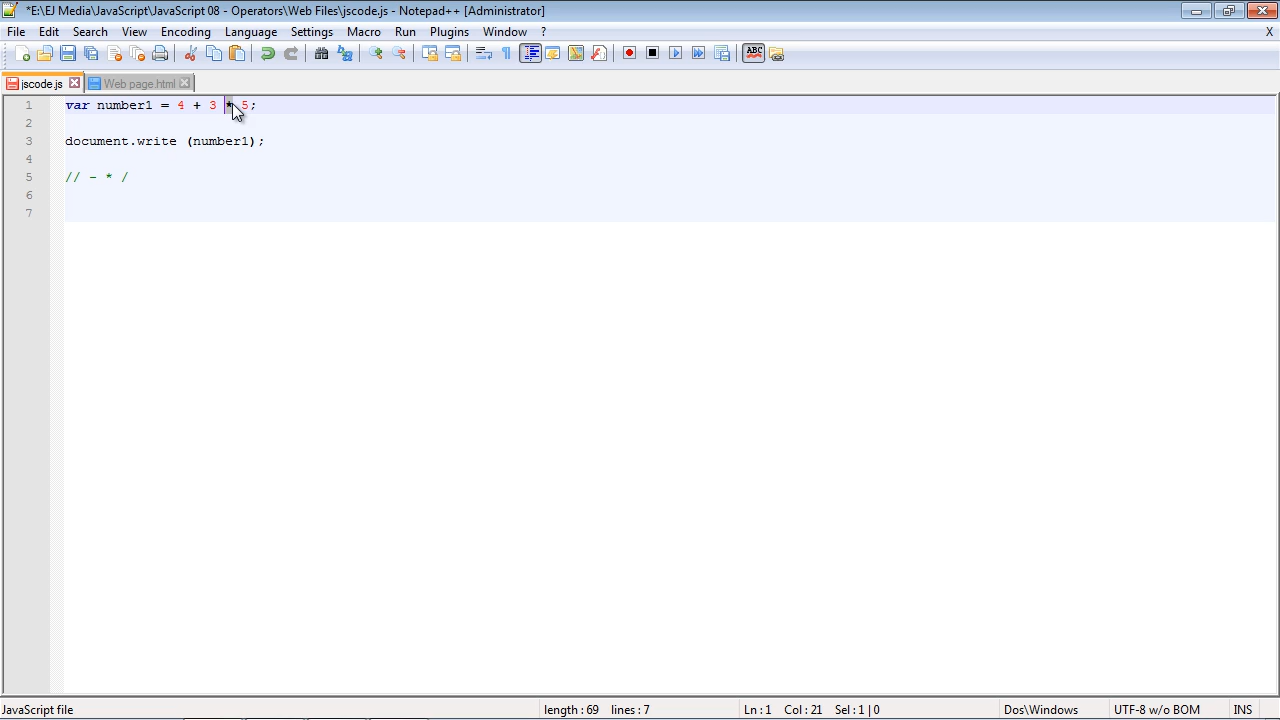 *E:\EJ Media\JavaScript\JavaScript 08 - Operators\Web Files\jscode.js - Notepad++ [Administrator]
File Edit Search View Encoding Language Settings Macro Run Plugins Window ? X
ABC
jscode.js Web page.html
1 var number1 = 4 + 3 * 5;
2
3 document.write (number1);
4
5 // - * /
6
7
JavaScript file length : 69 lines : 7 Ln : 1 Col : 21 Sel : 1 | 0 Dos\Windows UTF-8 w/o BOM INS